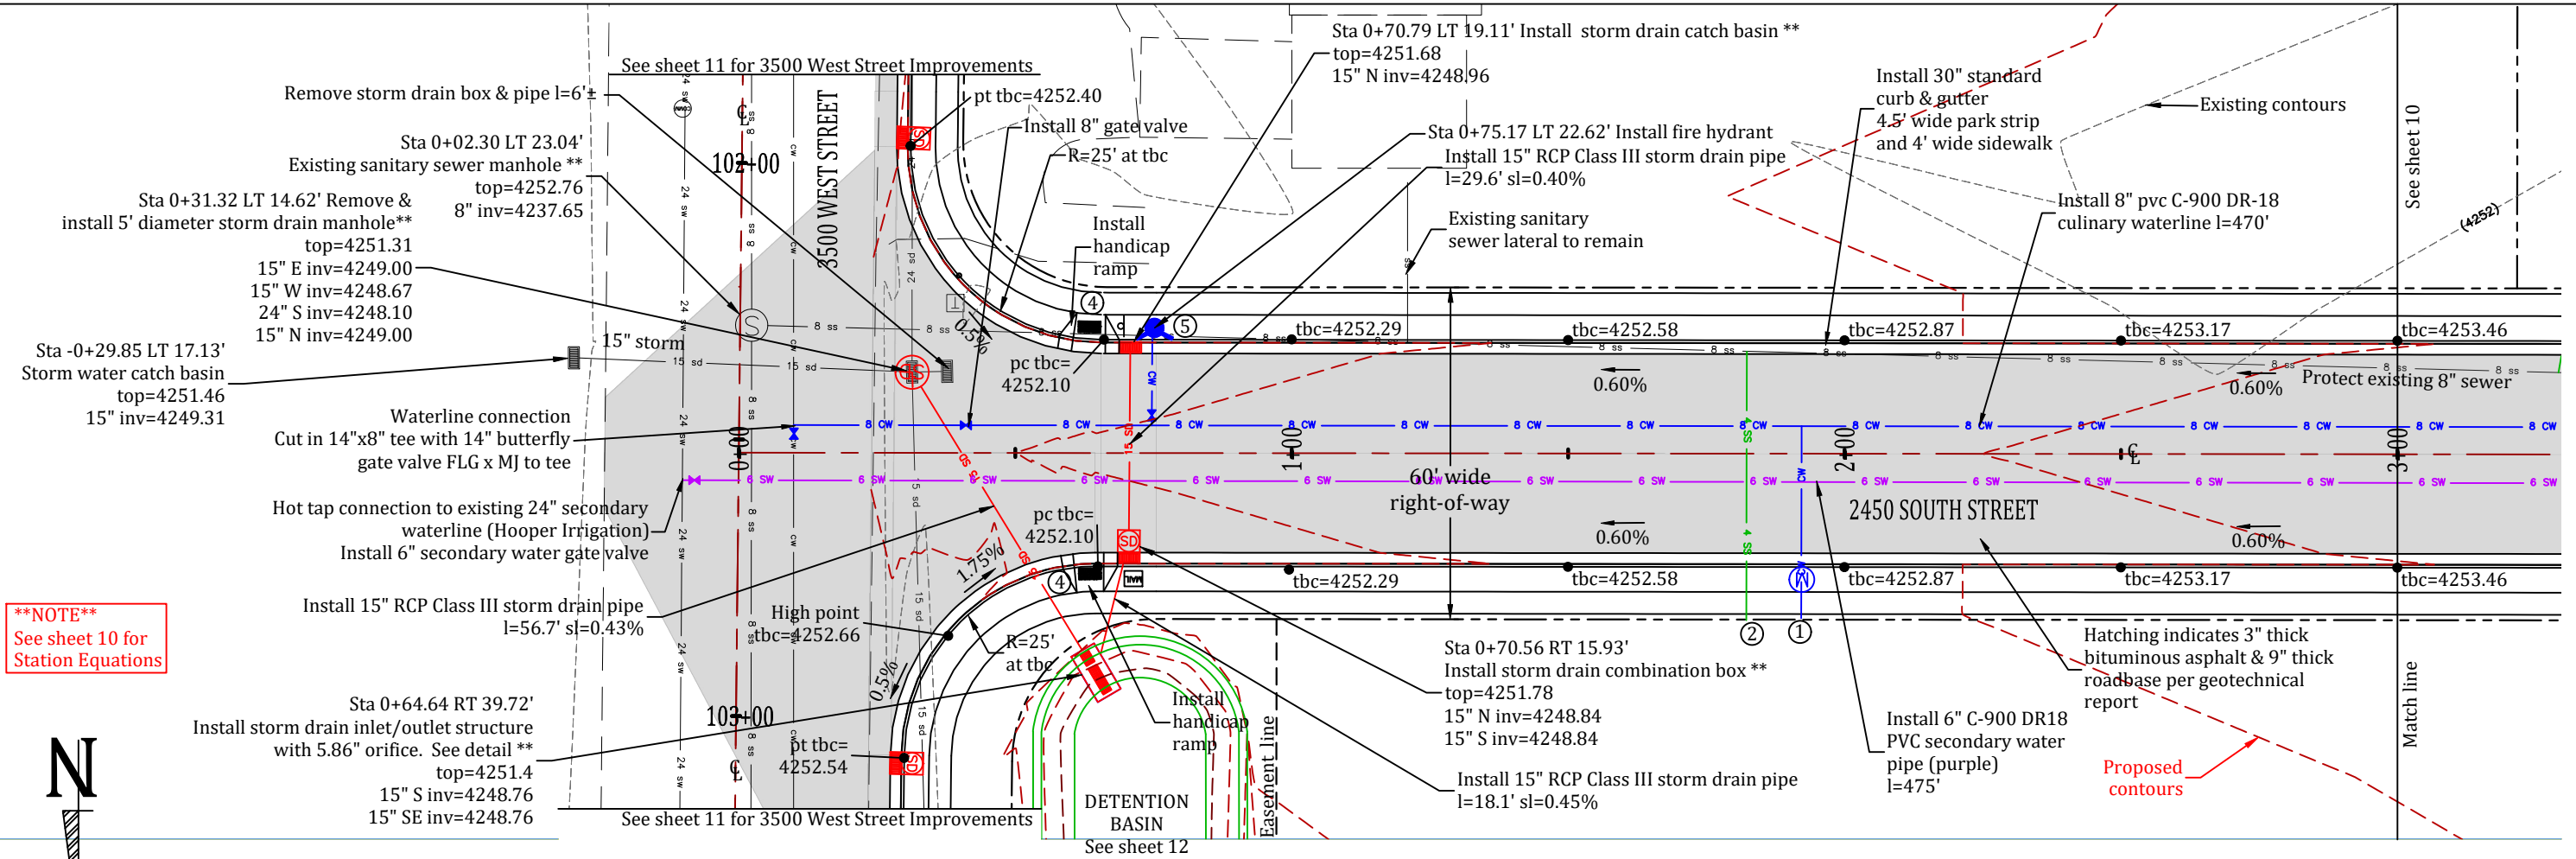 See sheet 11 for 3500 West Street Improvements
Remove storm drain box & pipe l=6'±
Sta 0+02.30 LT 23.04'
Existing sanitary sewer manhole **
top=4252.76
8" inv=4237.65
Sta 0+31.32 LT 14.62' Remove &
install 5' diameter storm drain manhole**
top=4251.31
15" E inv=4249.00
15" W inv=4248.67
24" S inv=4248.10
15" N inv=4249.00
Sta -0+29.85 LT 17.13'
Storm water catch basin
top=4251.46
15" inv=4249.31
Waterline connection
Cut in 14"x8" tee with 14" butterfly
gate valve FLG x MJ to tee
Hot tap connection to existing 24" secondary
waterline (Hooper Irrigation)
Install 6" secondary water gate valve
Install 15" RCP Class III storm drain pipe
l=56.7' sl=0.43%
**NOTE**
See sheet 10 for
Station Equations
Sta 0+64.64 RT 39.72'
Install storm drain inlet/outlet structure
with 5.86" orifice. See detail **
top=4251.4
15" S inv=4248.76
15" SE inv=4248.76
N
See sheet 11 for 3500 West Street Improvements
102+00
103+00
3500 WEST STREET
15" storm
pt tbc=4252.40
Install 8" gate valve
R=25' at tbc
Install
handicap
ramp
4
5
0.5%
pc tbc=
4252.10
Sta 0+70.79 LT 19.11' Install storm drain catch basin **
top=4251.68
15" N inv=4248.96
Sta 0+75.17 LT 22.62' Install fire hydrant
Install 15" RCP Class III storm drain pipe
l=29.6' sl=0.40%
Existing sanitary
sewer lateral to remain
Install 30" standard
curb & gutter
4.5' wide park strip
and 4' wide sidewalk
Existing contours
Install 8" pvc C-900 DR-18
culinary waterline l=470'
See sheet 10
(4252)
tbc=4252.29
tbc=4252.58
tbc=4252.87
tbc=4253.17
tbc=4253.46
0.60%
0.60%
Protect existing 8" sewer
0+00
1+00
2+00
3+00
60' wide
right-of-way
2450 SOUTH STREET
0.60%
0.60%
pc tbc=
4252.10
1.75%
4
SD
MAIL
tbc=4252.29
tbc=4252.58
tbc=4252.87
tbc=4253.17
tbc=4253.46
2
1
High point
tbc=4252.66
R=25'
at tbc
0.5%
pt tbc=
4252.54
SD
Install
handicap
ramp
Easement line
DETENTION
BASIN
See sheet 12
Sta 0+70.56 RT 15.93'
Install storm drain combination box **
top=4251.78
15" N inv=4248.84
15" S inv=4248.84
Install 15" RCP Class III storm drain pipe
l=18.1' sl=0.45%
Install 6" C-900 DR18
PVC secondary water
pipe (purple)
l=475'
Hatching indicates 3" thick
bituminous asphalt & 9" thick
roadbase per geotechnical
report
Proposed
contours
Match line